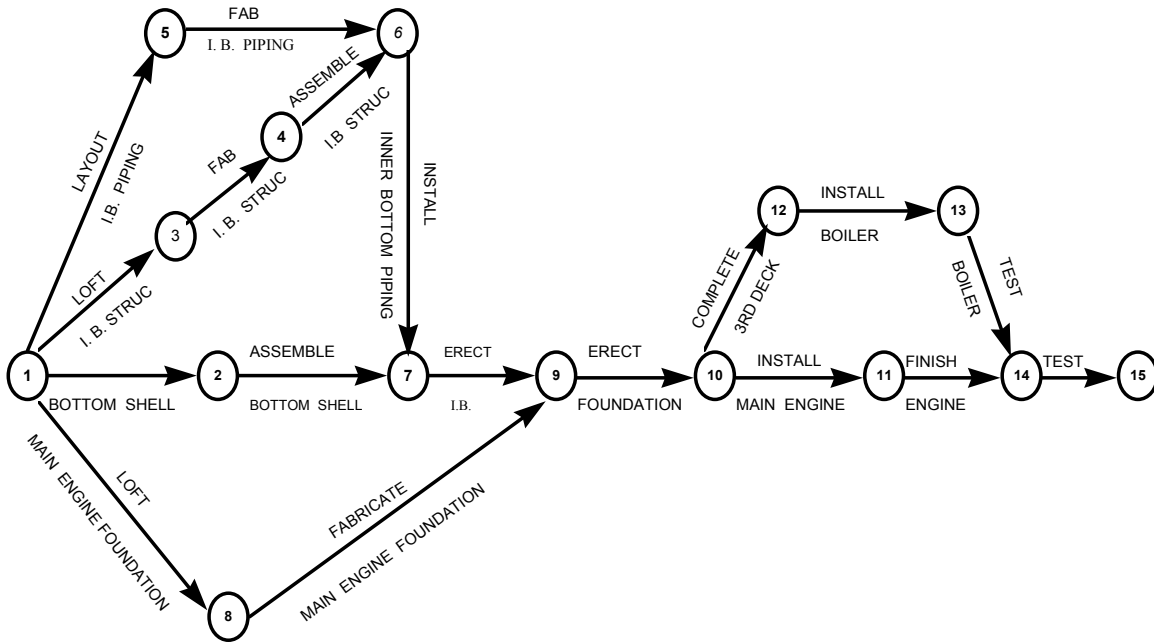 FAB
5
I. B. PIPING
6
LAYOUT
I.B. PIPING
ASSEMBLE
I.B STRUC
4
FAB
I. B. STRUC
3
LOFT
I. B. STRUC
INSTALL
INNER BOTTOM PIPING
1
BOTTOM SHELL
2
ASSEMBLE
BOTTOM SHELL
7
ERECT
I.B.
9
ERECT
FOUNDATION
10
COMPLETE
3RD DECK
12
INSTALL
BOILER
13
TEST
BOILER
INSTALL
MAIN ENGINE
11
FINISH
ENGINE
14
TEST
15
LOFT
MAIN ENGINE FOUNDATION
8
FABRICATE
MAIN ENGINE FOUNDATION